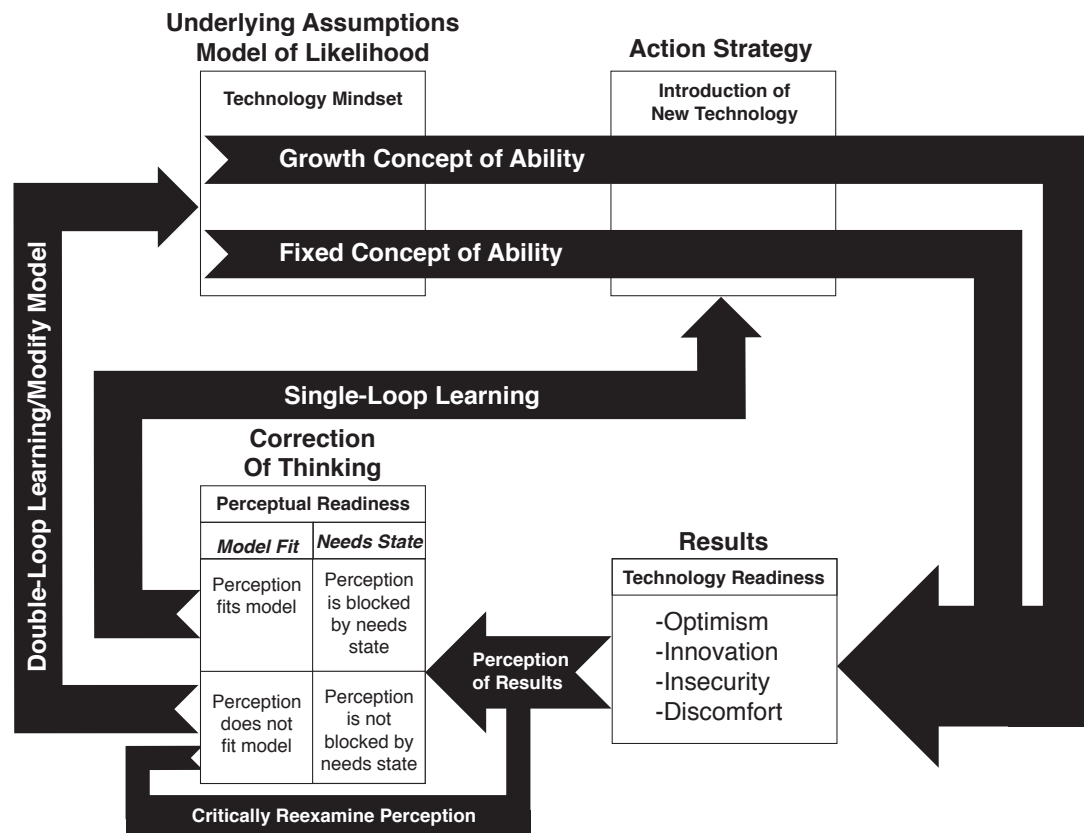 Underlying Assumptions
Model of Likelihood
Technology Mindset
Action Strategy
Introduction of
New Technology
Growth Concept of Ability
Fixed Concept of Ability
Double-Loop Learning/Modify Model
Single-Loop Learning
Correction
Of Thinking
Perceptual Readiness
Model Fit
Needs State
Perception
fits model
Perception
is blocked
by needs
state
Perception
does not
fit model
Perception
is not
blocked by
needs state
Perception
of Results
Results
Technology Readiness
-Optimism
-Innovation
-Insecurity
-Discomfort
Critically Reexamine Perception